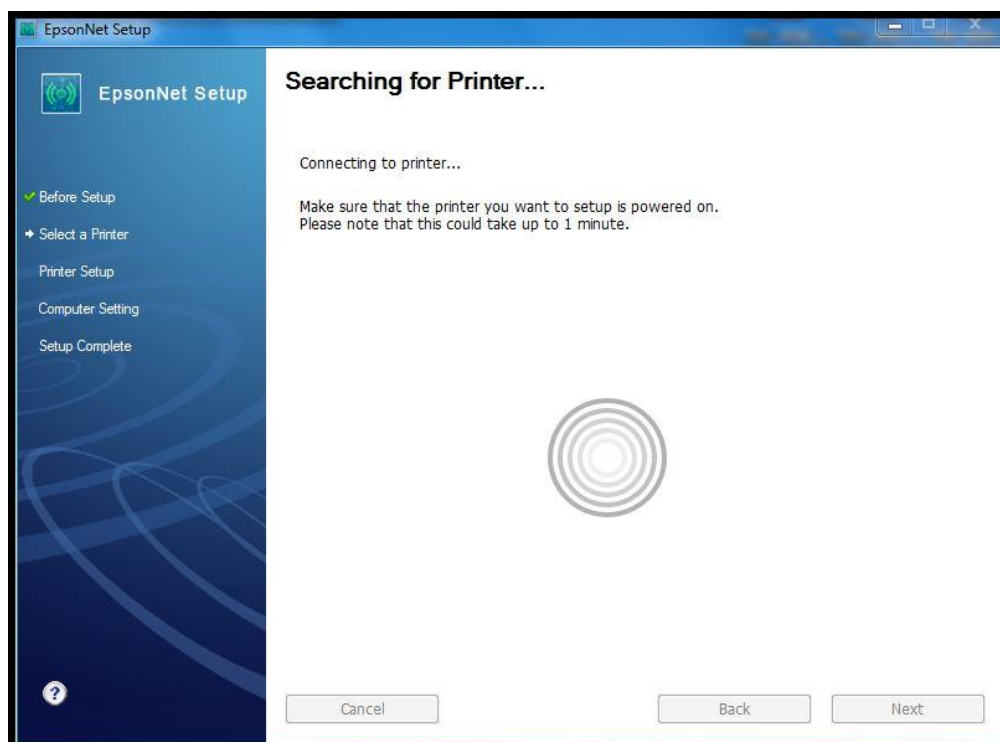 EpsonNet Setup
EpsonNet Setup
Before Setup
Select a Printer
Printer Setup
Computer Setting
Setup Complete
Searching for Printer...
Connecting to printer...
Make sure that the printer you want to setup is powered on.
Please note that this could take up to 1 minute.
?
Cancel
Back
Next